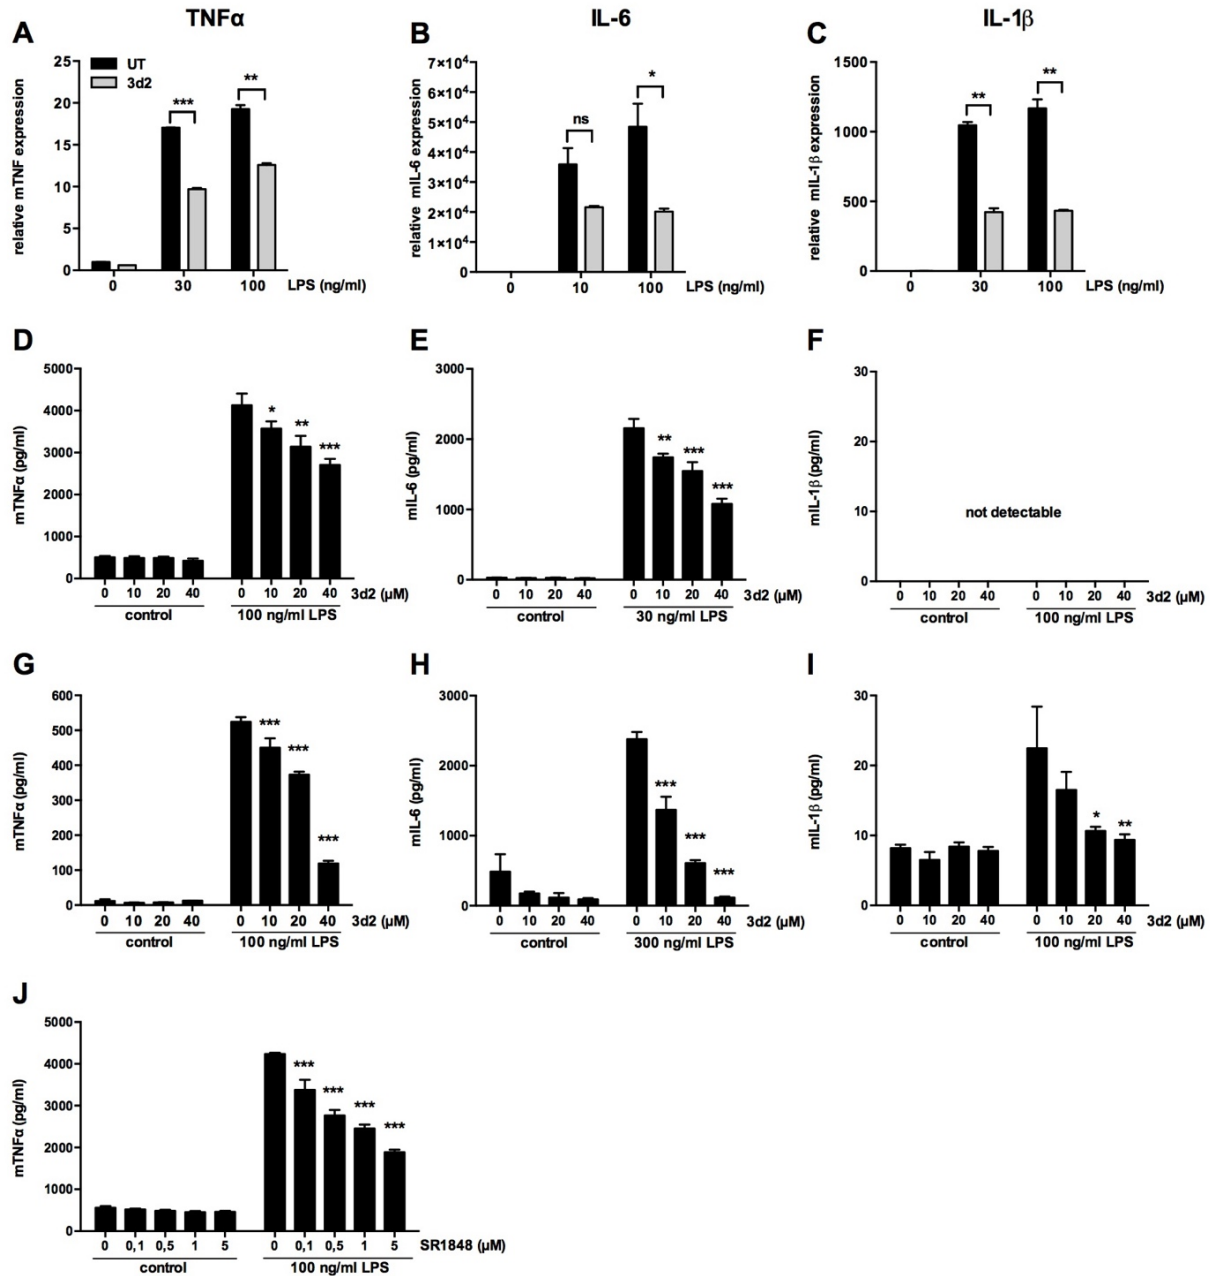 TNFα
IL-6
IL-1β
A
UT
3d2
25
20
15
10
5
0
relative mTNF expression
***
**
0 30 100 LPS (ng/ml)
B
7×10⁴
6×10⁴
5×10⁴
4×10⁴
3×10⁴
2×10⁴
1×10⁴
0
relative mIL-6 expression
ns
*
0 10 100 LPS (ng/ml)
C
1500
1000
500
0
relative mIL-1β expression
**
**
0 30 100 LPS (ng/ml)
D
5000
4000
3000
2000
1000
0
mTNFα (pg/ml)
* ** ***
0 10 20 40 0 10 20 40 3d2 (µM)
control 100 ng/ml LPS
E
3000
2000
1000
0
mIL-6 (pg/ml)
** *** ***
0 10 20 40 0 10 20 40 3d2 (µM)
control 30 ng/ml LPS
F
30
20
10
0
mIL-1β (pg/ml)
not detectable
0 10 20 40 0 10 20 40 3d2 (µM)
control 100 ng/ml LPS
G
600
500
400
300
200
100
0
mTNFα (pg/ml)
*** *** ***
0 10 20 40 0 10 20 40 3d2 (µM)
control 100 ng/ml LPS
H
3000
2000
1000
0
mIL-6 (pg/ml)
*** *** ***
0 10 20 40 0 10 20 40 3d2 (µM)
control 300 ng/ml LPS
I
30
20
10
0
mIL-1β (pg/ml)
* **
0 10 20 40 0 10 20 40 3d2 (µM)
control 100 ng/ml LPS
J
5000
4000
3000
2000
1000
0
mTNFα (pg/ml)
*** *** *** ***
0 0,1 0,5 1 5 0 0,1 0,5 1 5 SR1848 (µM)
control 100 ng/ml LPS